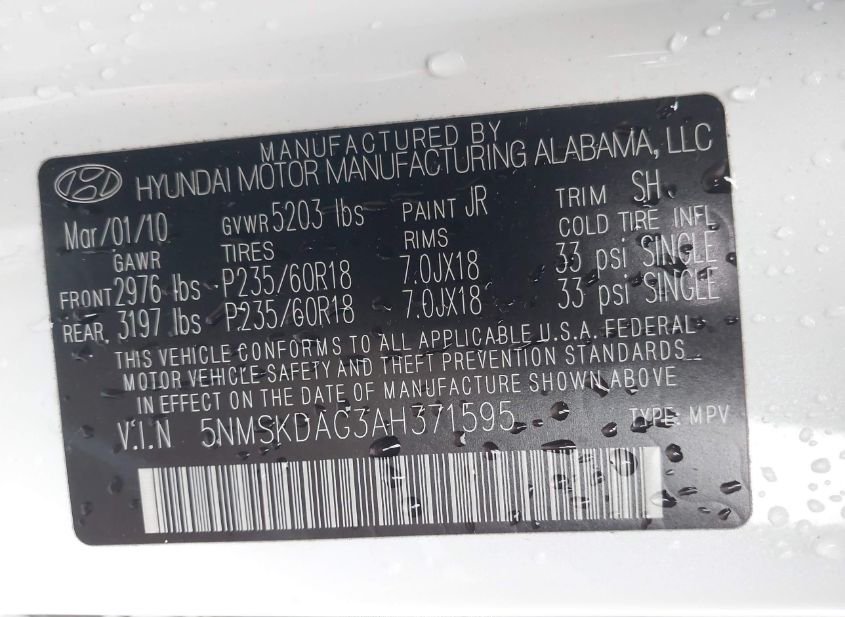 MANUFACTURED BY
HYUNDAI MOTOR MANUFACTURING ALABAMA, LLC
Mar/01/10 GVWR 5203 lbs PAINT JR TRIM SH
GAWR TIRES RIMS COLD TIRE INFL
FRONT 2976 lbs P235/60R18 7.0JX18 33 psi SINGLE
REAR 3197 lbs P235/60R18 7.0JX18 33 psi SINGLE
THIS VEHICLE CONFORMS TO ALL APPLICABLE U.S.A. FEDERAL
MOTOR VEHICLE SAFETY AND THEFT PREVENTION STANDARDS
IN EFFECT ON THE DATE OF MANUFACTURE SHOWN ABOVE
V.I.N 5NMSKDAG3AH371595 TYPE: MPV